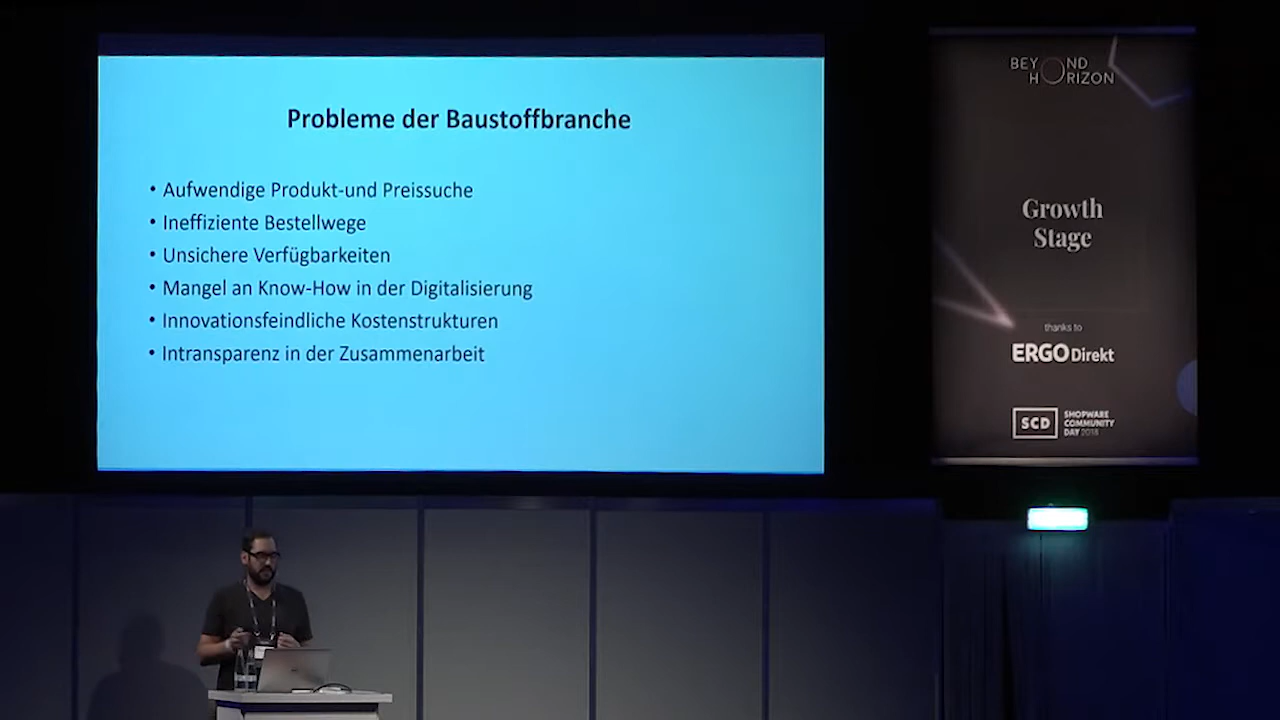 Probleme der Baustoffbranche
• Aufwendige Produkt-und Preissuche
• Ineffiziente Bestellwege
• Unsichere Verfügbarkeiten
• Mangel an Know-How in der Digitalisierung
• Innovationsfeindliche Kostenstrukturen
• Intransparenz in der Zusammenarbeit
BEYOND
HORIZON
Growth
Stage
thanks to
ERGO Direkt
SCD
SHOPWARE
COMMUNITY
DAY 2018